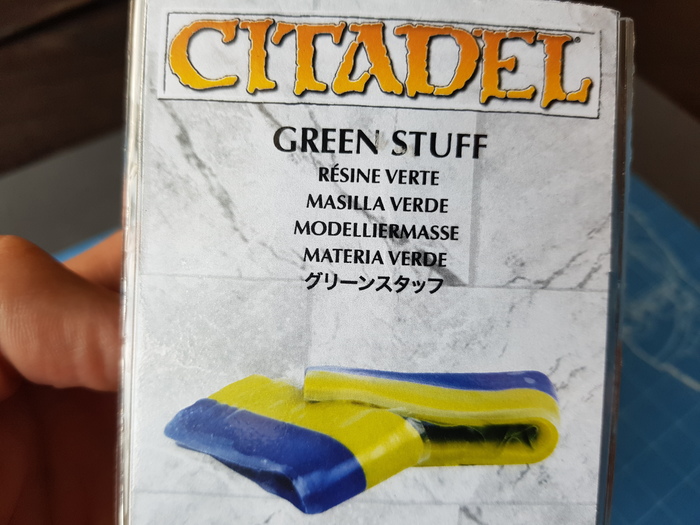 CITADEL
GREEN STUFF
RÉSINE VERTE
MASILLA VERDE
MODELLIERMASSE
MATERIA VERDE
グリーンスタッフ